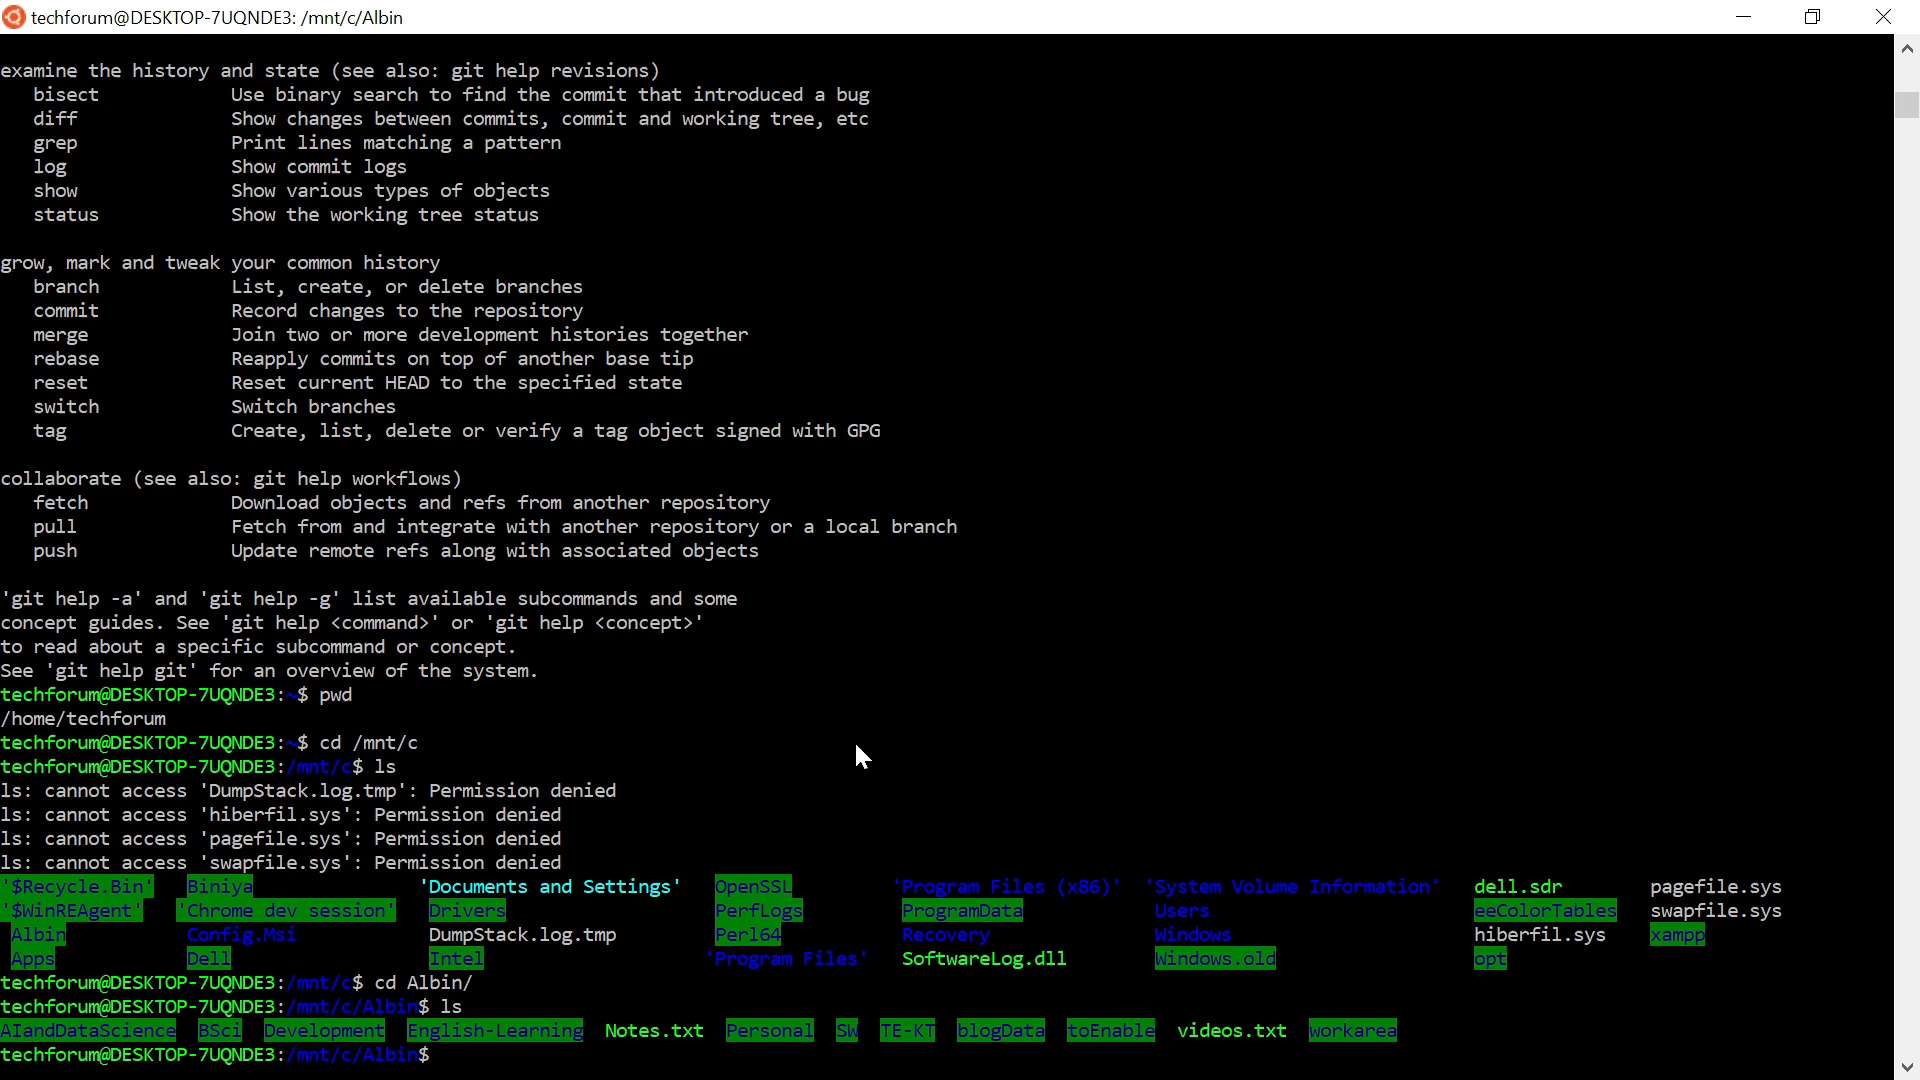 techforum@DESKTOP-7UQNDE3: /mnt/c/Albin
examine the history and state (see also: git help revisions)
   bisect            Use binary search to find the commit that introduced a bug
   diff              Show changes between commits, commit and working tree, etc
   grep              Print lines matching a pattern
   log               Show commit logs
   show              Show various types of objects
   status            Show the working tree status
grow, mark and tweak your common history
   branch            List, create, or delete branches
   commit            Record changes to the repository
   merge             Join two or more development histories together
   rebase            Reapply commits on top of another base tip
   reset             Reset current HEAD to the specified state
   switch            Switch branches
   tag               Create, list, delete or verify a tag object signed with GPG
collaborate (see also: git help workflows)
   fetch             Download objects and refs from another repository
   pull              Fetch from and integrate with another repository or a local branch
   push              Update remote refs along with associated objects
'git help -a' and 'git help -g' list available subcommands and some
concept guides. See 'git help <command>' or 'git help <concept>'
to read about a specific subcommand or concept.
See 'git help git' for an overview of the system.
techforum@DESKTOP-7UQNDE3:~$ pwd
/home/techforum
techforum@DESKTOP-7UQNDE3:~$ cd /mnt/c
techforum@DESKTOP-7UQNDE3:/mnt/c$ ls
ls: cannot access 'DumpStack.log.tmp': Permission denied
ls: cannot access 'hiberfil.sys': Permission denied
ls: cannot access 'pagefile.sys': Permission denied
ls: cannot access 'swapfile.sys': Permission denied
'$Recycle.Bin'   Biniya   'Documents and Settings'   OpenSSL   'Program Files (x86)'   'System Volume Information'   dell.sdr   pagefile.sys
'$WinREAgent'   'Chrome dev session'   Drivers   PerfLogs   ProgramData   Users   eeColorTables   swapfile.sys
Albin   Config.Msi   DumpStack.log.tmp   Perl64   Recovery   Windows   hiberfil.sys   xampp
Apps   Dell   Intel   'Program Files'   SoftwareLog.dll   Windows.old   opt
techforum@DESKTOP-7UQNDE3:/mnt/c$ cd Albin/
techforum@DESKTOP-7UQNDE3:/mnt/c/Albin$ ls
AIandDataScience  BSci  Development  English-Learning  Notes.txt  Personal  SW  TE-KT  blogData  toEnable  videos.txt  workarea
techforum@DESKTOP-7UQNDE3:/mnt/c/Albin$